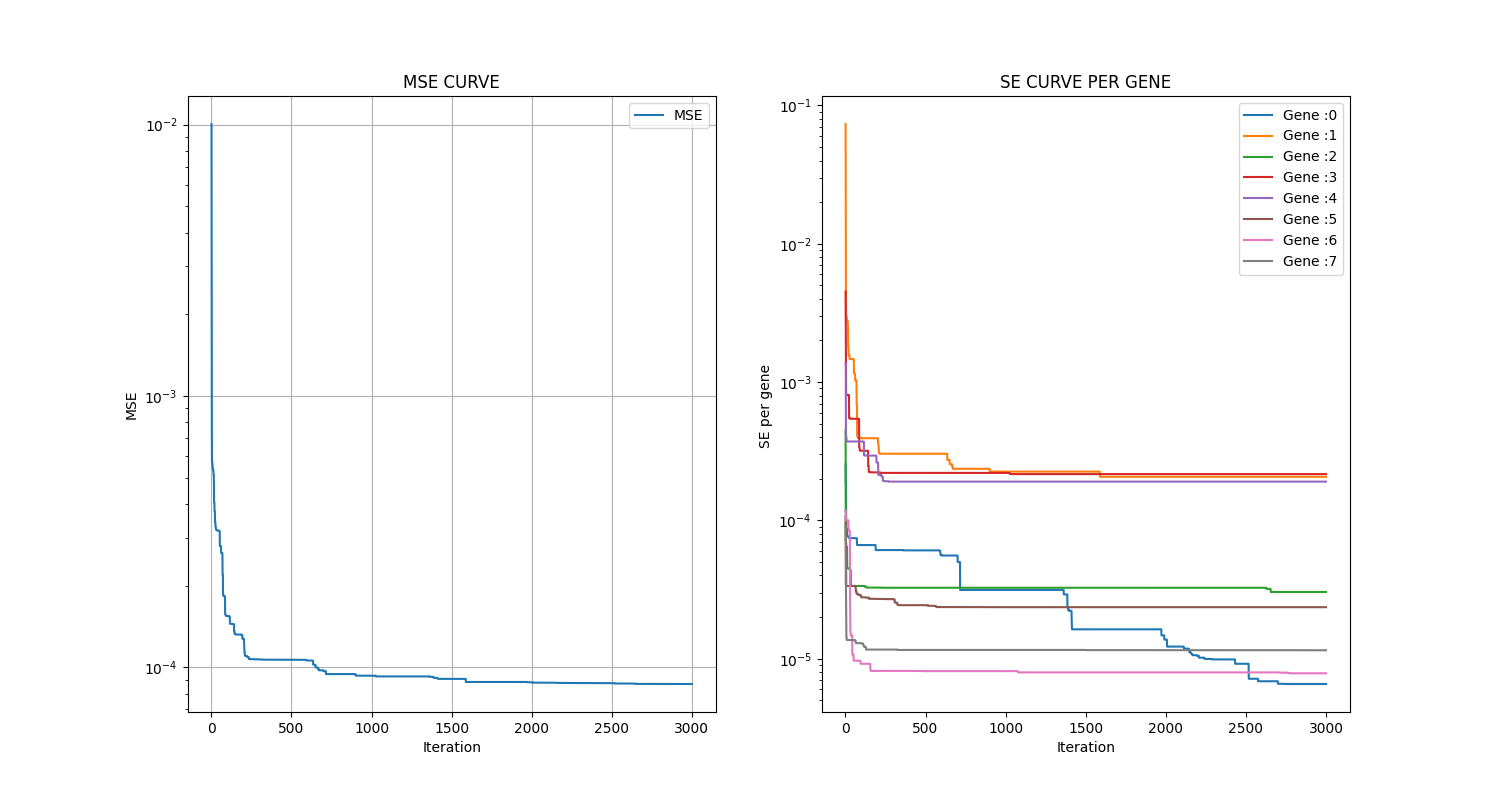 MSE CURVE
MSE
10⁻²
10⁻³
10⁻⁴
MSE
0 500 1000 1500 2000 2500 3000
Iteration
SE CURVE PER GENE
Gene :0
Gene :1
Gene :2
Gene :3
Gene :4
Gene :5
Gene :6
Gene :7
10⁻¹
10⁻²
10⁻³
10⁻⁴
10⁻⁵
SE per gene
0 500 1000 1500 2000 2500 3000
Iteration